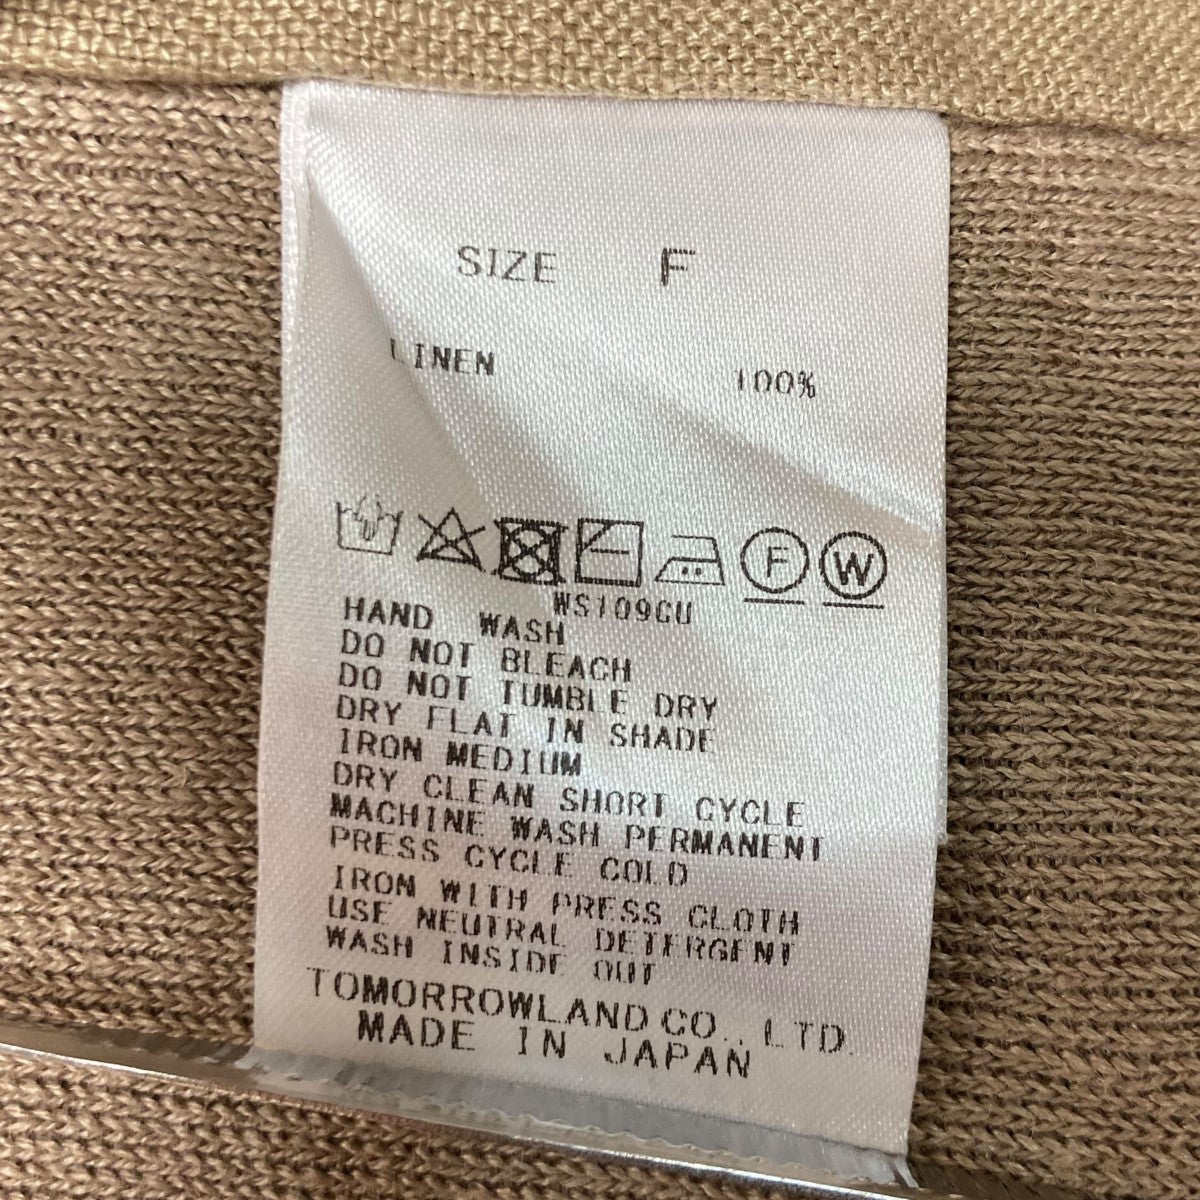 SIZE F
LINEN 100%
F W
WS109GU
HAND WASH
DO NOT BLEACH
DO NOT TUMBLE DRY
DRY FLAT IN SHADE
IRON MEDIUM
DRY CLEAN SHORT CYCLE
MACHINE WASH PERMANENT
PRESS CYCLE COLD
IRON WITH PRESS CLOTH
USE NEUTRAL DETERGENT
WASH INSIDE OUT
TOMORROWLAND CO., LTD.
MADE IN JAPAN